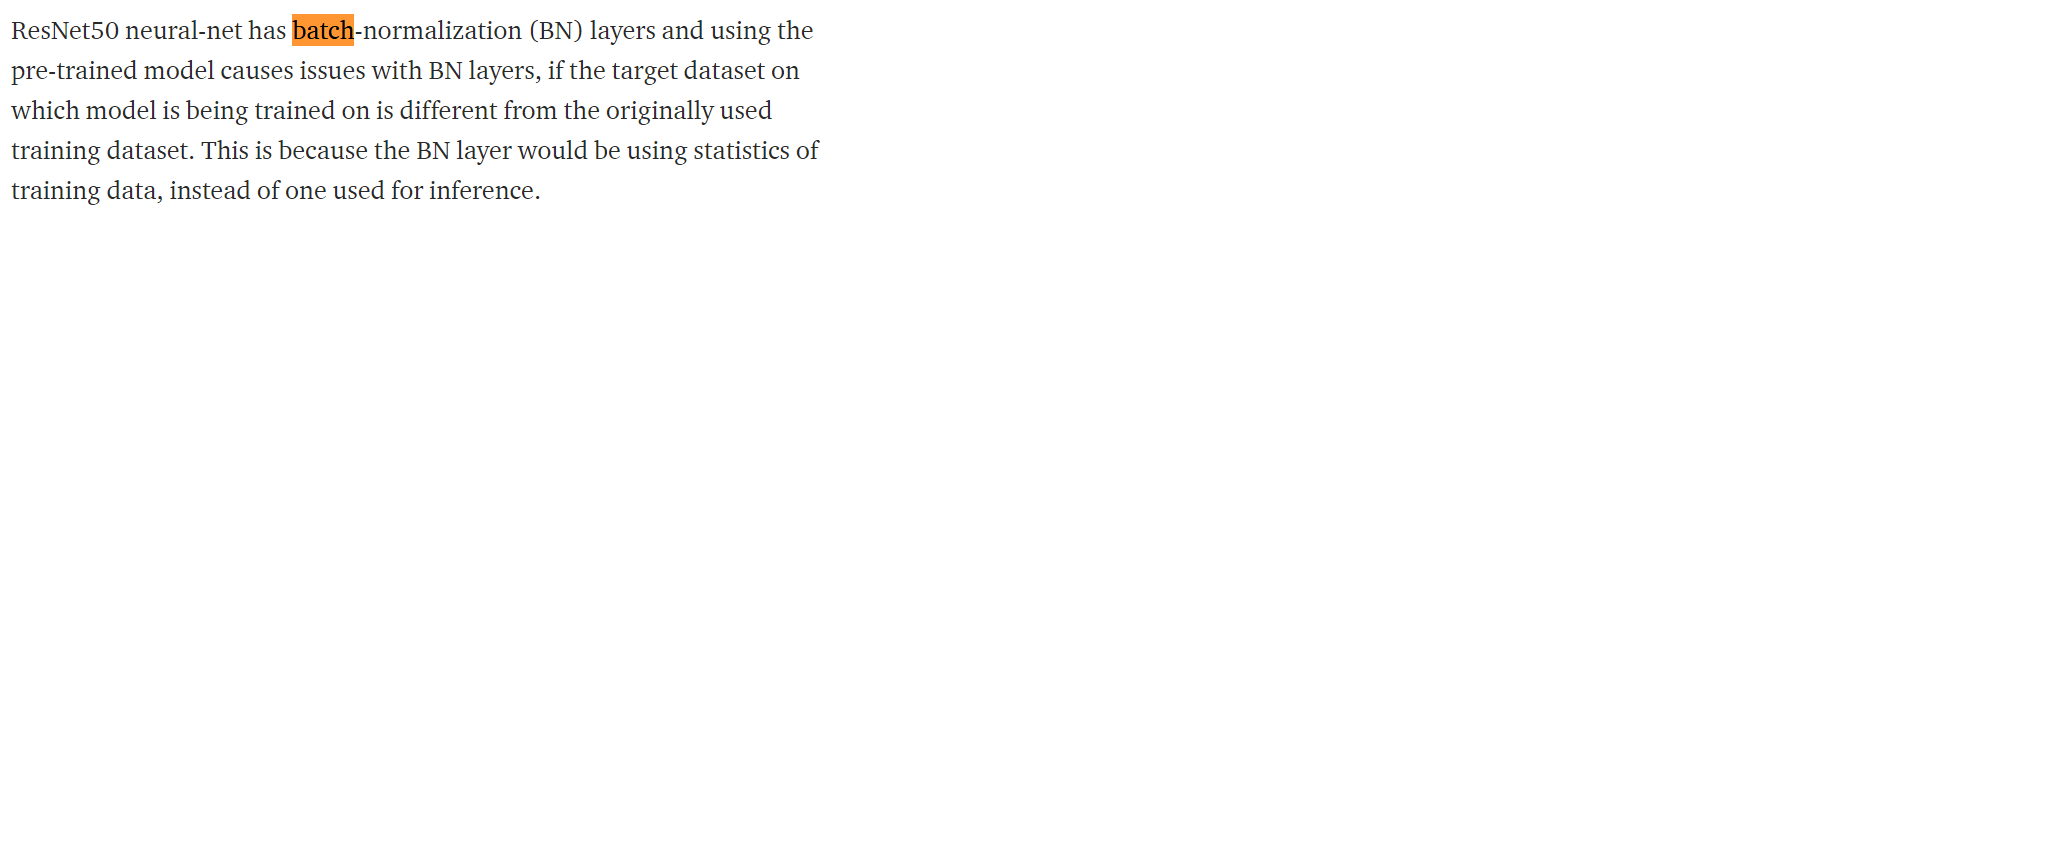 ResNet50 neural-net has batch-normalization (BN) layers and using the
pre-trained model causes issues with BN layers, if the target dataset on
which model is being trained on is different from the originally used
training dataset. This is because the BN layer would be using statistics of
training data, instead of one used for inference.